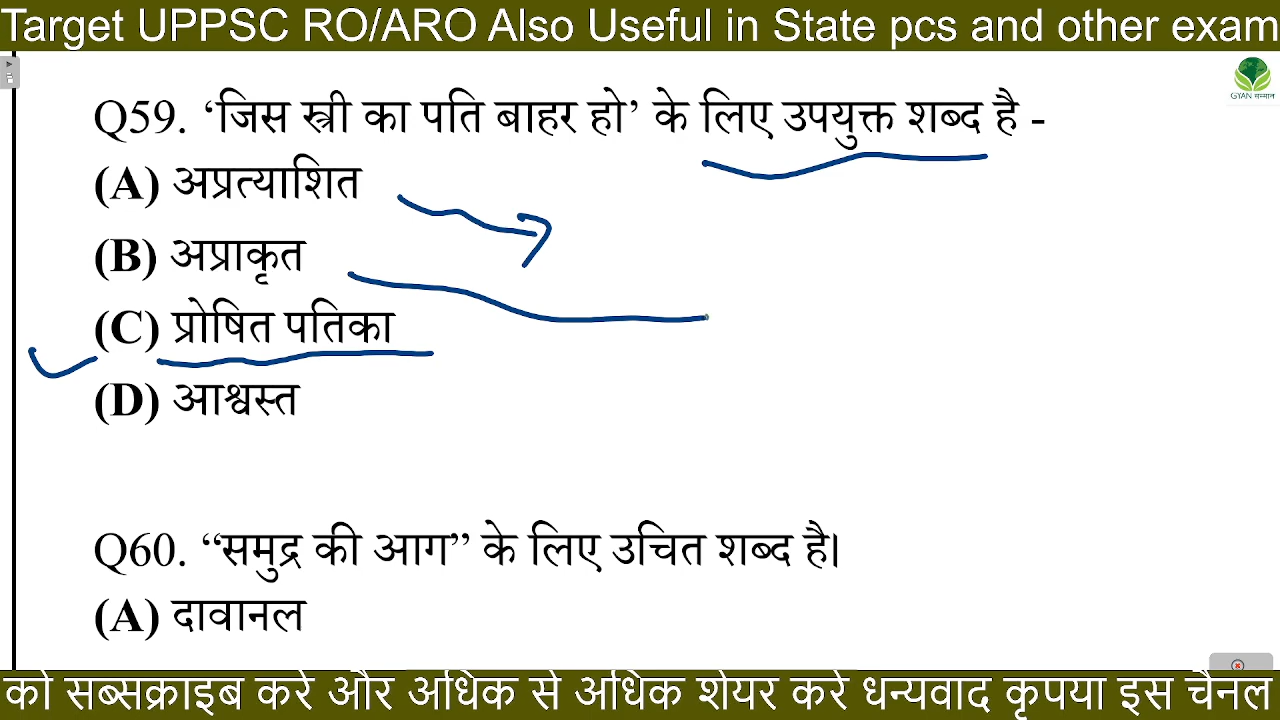 Target UPPSC RO/ARO Also Useful in State pcs and other exam
GYAN सम्मान
Q59. ‘जिस स्त्री का पति बाहर हो’ के लिए उपयुक्त शब्द है -
(A) अप्रत्याशित
(B) अप्राकृत
(C) प्रोषित पतिका
(D) आश्वस्त
Q60. “समुद्र की आग” के लिए उचित शब्द है।
(A) दावानल
को सब्सक्राइब करे और अधिक से अधिक शेयर करे धन्यवाद कृपया इस चैनल